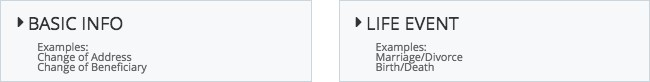 BASIC INFO
Examples:
Change of Address
Change of Beneficiary
LIFE EVENT
Examples:
Marriage/Divorce
Birth/Death